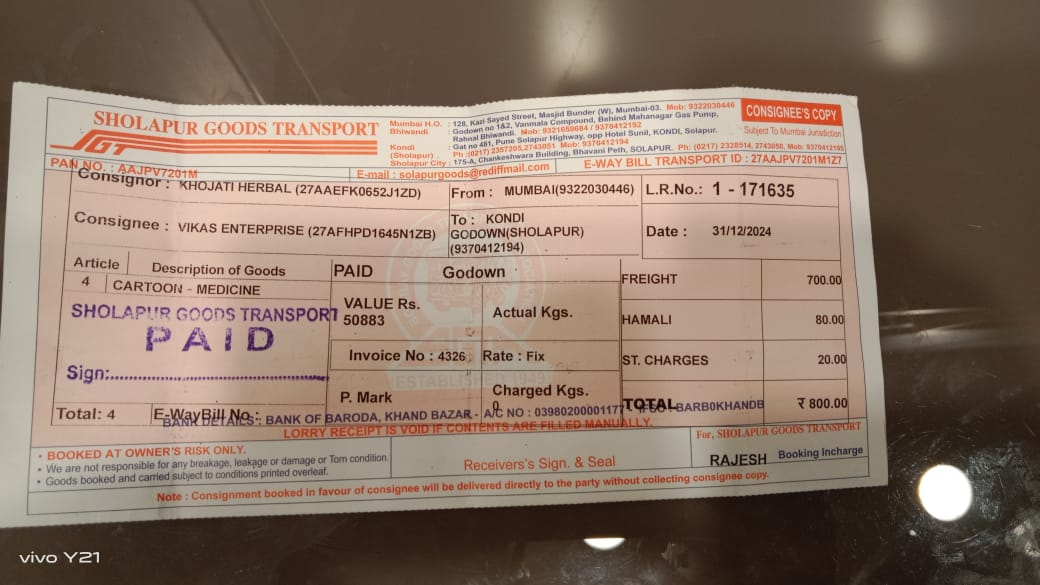 SHOLAPUR GOODS TRANSPORT
SGT
Mumbai H.O. : 128, Kazi Sayed Street, Masjid Bunder (W), Mumbai-03. Mob: 9322030446
Bhiwandi : Godown no 1&2, Vanmala Compound, Behind Mahanagar Gas Pump,
Rahnal Bhiwandi. Mob: 9321659684 / 9370412192
Kondi : Gat no 481, Pune Solapur Highway, opp Hotel Sunil, KONDI, Solapur.
(Sholapur) Ph :(0217) 2357205,2743051 Mob: 9370412194
Sholapur City : 175-A, Chankeshwara Building, Bhavani Peth, SOLAPUR. Ph: (0217) 2328514, 2743050, Mob: 9370412195
CONSIGNEE'S COPY
Subject To Mumbai Jurisdiction
PAN NO. : AAJPV7201M
E-mail : solapurgoods@rediffmail.com
E-WAY BILL TRANSPORT ID : 27AAJPV7201M1Z7
Consignor : KHOJATI HERBAL (27AAEFK0652J1ZD)
From : MUMBAI(9322030446)
L.R.No.: 1 - 171635
Consignee : VIKAS ENTERPRISE (27AFHPD1645N1ZB)
To : KONDI
GODOWN(SHOLAPUR)
(9370412194)
Date : 31/12/2024
Article Description of Goods
PAID Godown
FREIGHT 700.00
4 CARTOON - MEDICINE
VALUE Rs.
50883
Actual Kgs.
HAMALI 80.00
SHOLAPUR GOODS TRANSPORT
PAID
Sign:
Invoice No : 4326 Rate : Fix
ST. CHARGES 20.00
ESTABLISHED 1949
P. Mark
Charged Kgs.
0
TOTAL ₹ 800.00
Total: 4 E-WayBill No :
BANK DETAILS : BANK OF BARODA, KHAND BAZAR - A/C NO : 03980200001177 IFSC : BARB0KHANDB
LORRY RECEIPT IS VOID IF CONTENTS ARE FILLED MANUALLY.
• BOOKED AT OWNER'S RISK ONLY.
• We are not responsible for any breakage, leakage or damage or Torn condition.
• Goods booked and carried subject to conditions printed overleaf.
Receivers's Sign. & Seal
For, SHOLAPUR GOODS TRANSPORT
RAJESH Booking Incharge
Note : Consignment booked in favour of consignee will be delivered directly to the party without collecting consignee copy.
vivo Y21